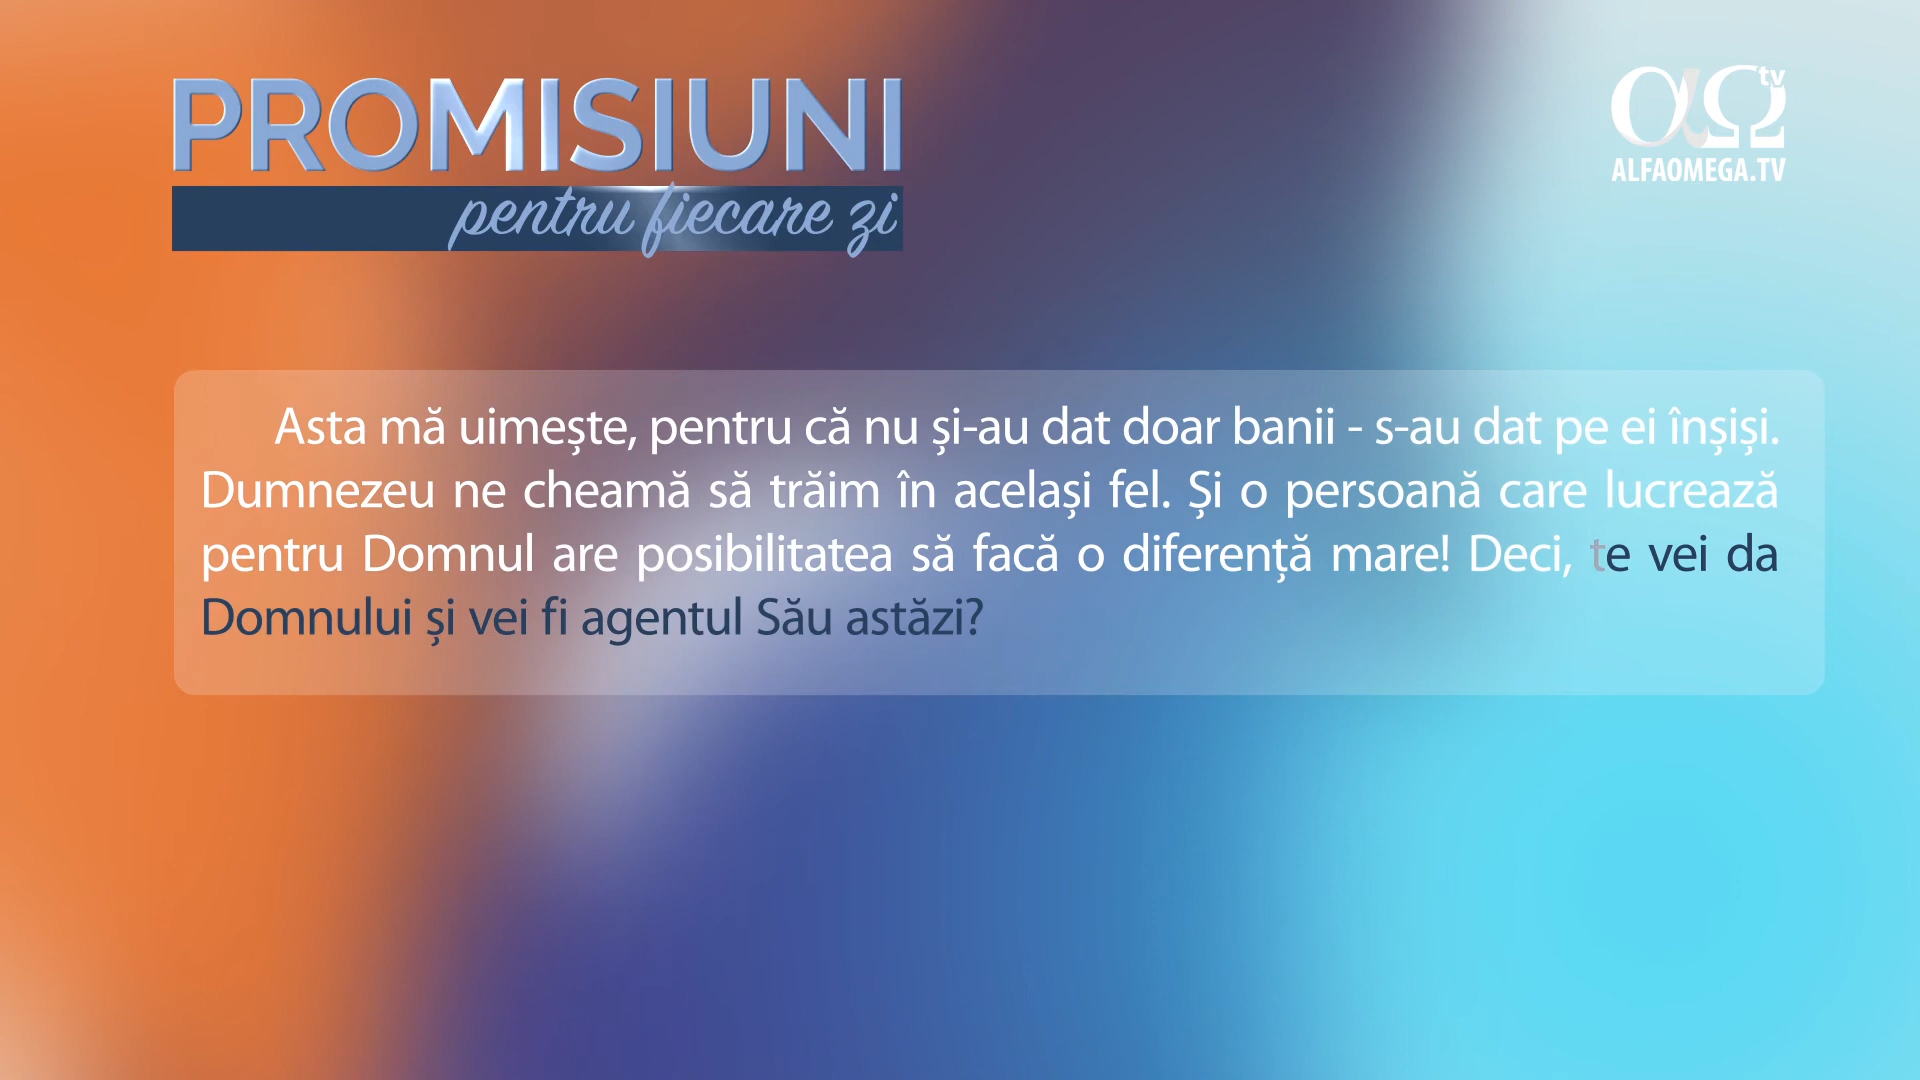 PROMISIUNI
pentru fiecare zi
αΩ tv
ALFAOMEGA.TV
Asta mă uimește, pentru că nu și-au dat doar banii - s-au dat pe ei înșiși.
Dumnezeu ne cheamă să trăim în același fel. Și o persoană care lucrează
pentru Domnul are posibilitatea să facă o diferență mare! Deci, te vei da
Domnului și vei fi agentul Său astăzi?